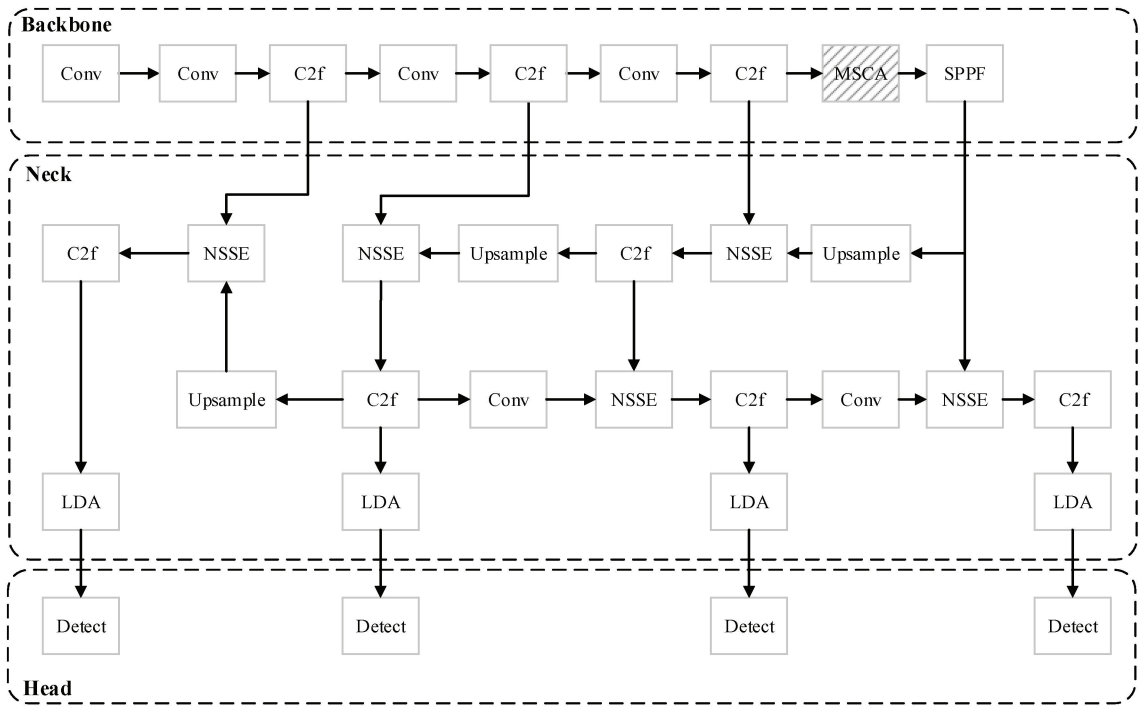 Backbone
Conv Conv C2f Conv C2f Conv C2f MSCA SPPF
Neck
C2f NSSE NSSE Upsample C2f NSSE Upsample
Upsample C2f Conv NSSE C2f Conv NSSE C2f
LDA LDA LDA LDA
Detect Detect Detect Detect
Head